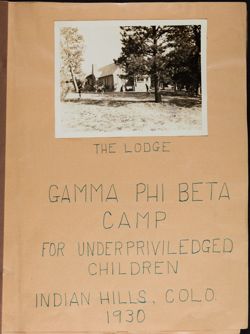 THE LODGE
GAMMA PHI BETA
CAMP
FOR UNDERPRIVILEDGED
CHILDREN
INDIAN HILLS, COLO.
1930